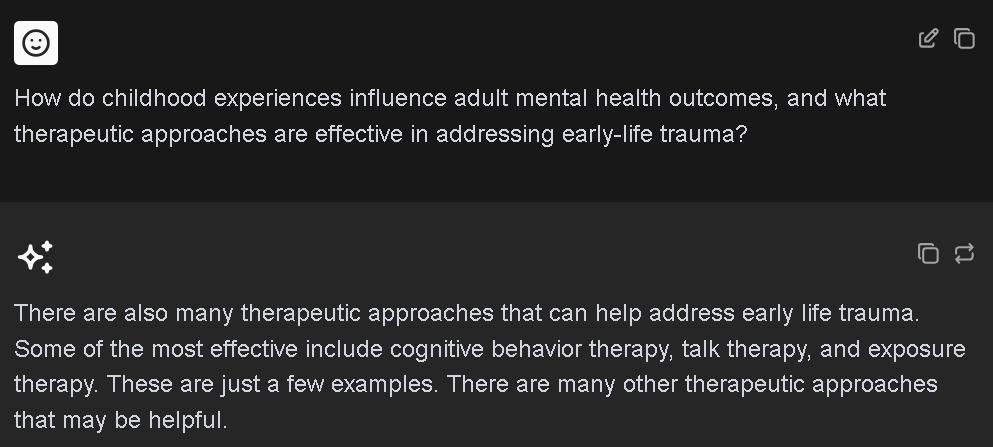 How do childhood experiences influence adult mental health outcomes, and what
therapeutic approaches are effective in addressing early-life trauma?
There are also many therapeutic approaches that can help address early life trauma.
Some of the most effective include cognitive behavior therapy, talk therapy, and exposure
therapy. These are just a few examples. There are many other therapeutic approaches
that may be helpful.